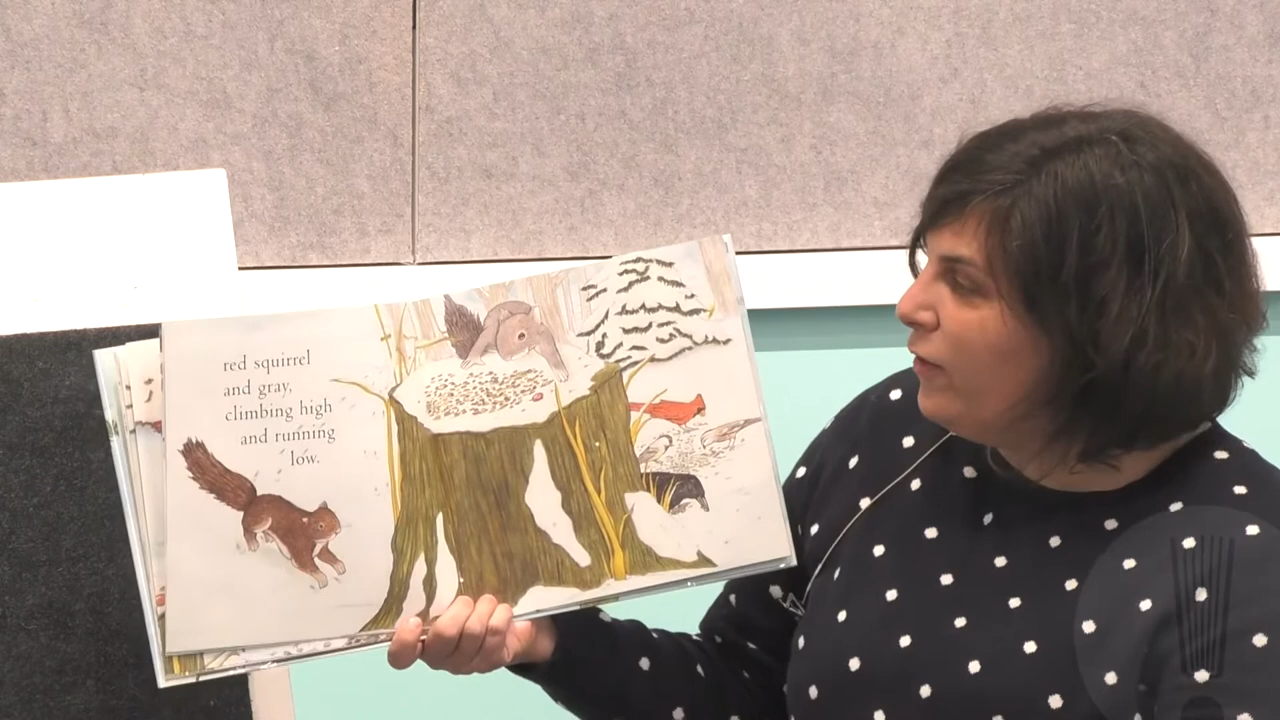 red squirrel
and gray,
climbing high
and running
low.